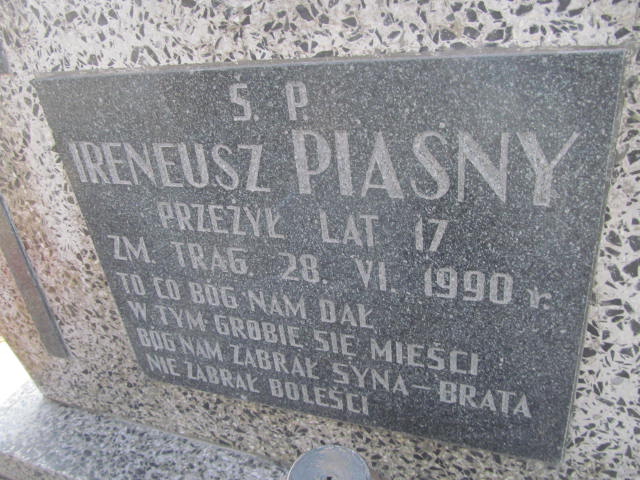 Ś. P.
IRENEUSZ PIASNY
PRZEŻYŁ LAT 17
ZM. TRAG. 28. VI. 1990 r.
TO CO BÓG NAM DAŁ
W TYM GROBIE SIĘ MIEŚCI
BÓG NAM ZABRAŁ SYNA - BRATA
NIE ZABRAŁ BOLEŚCI